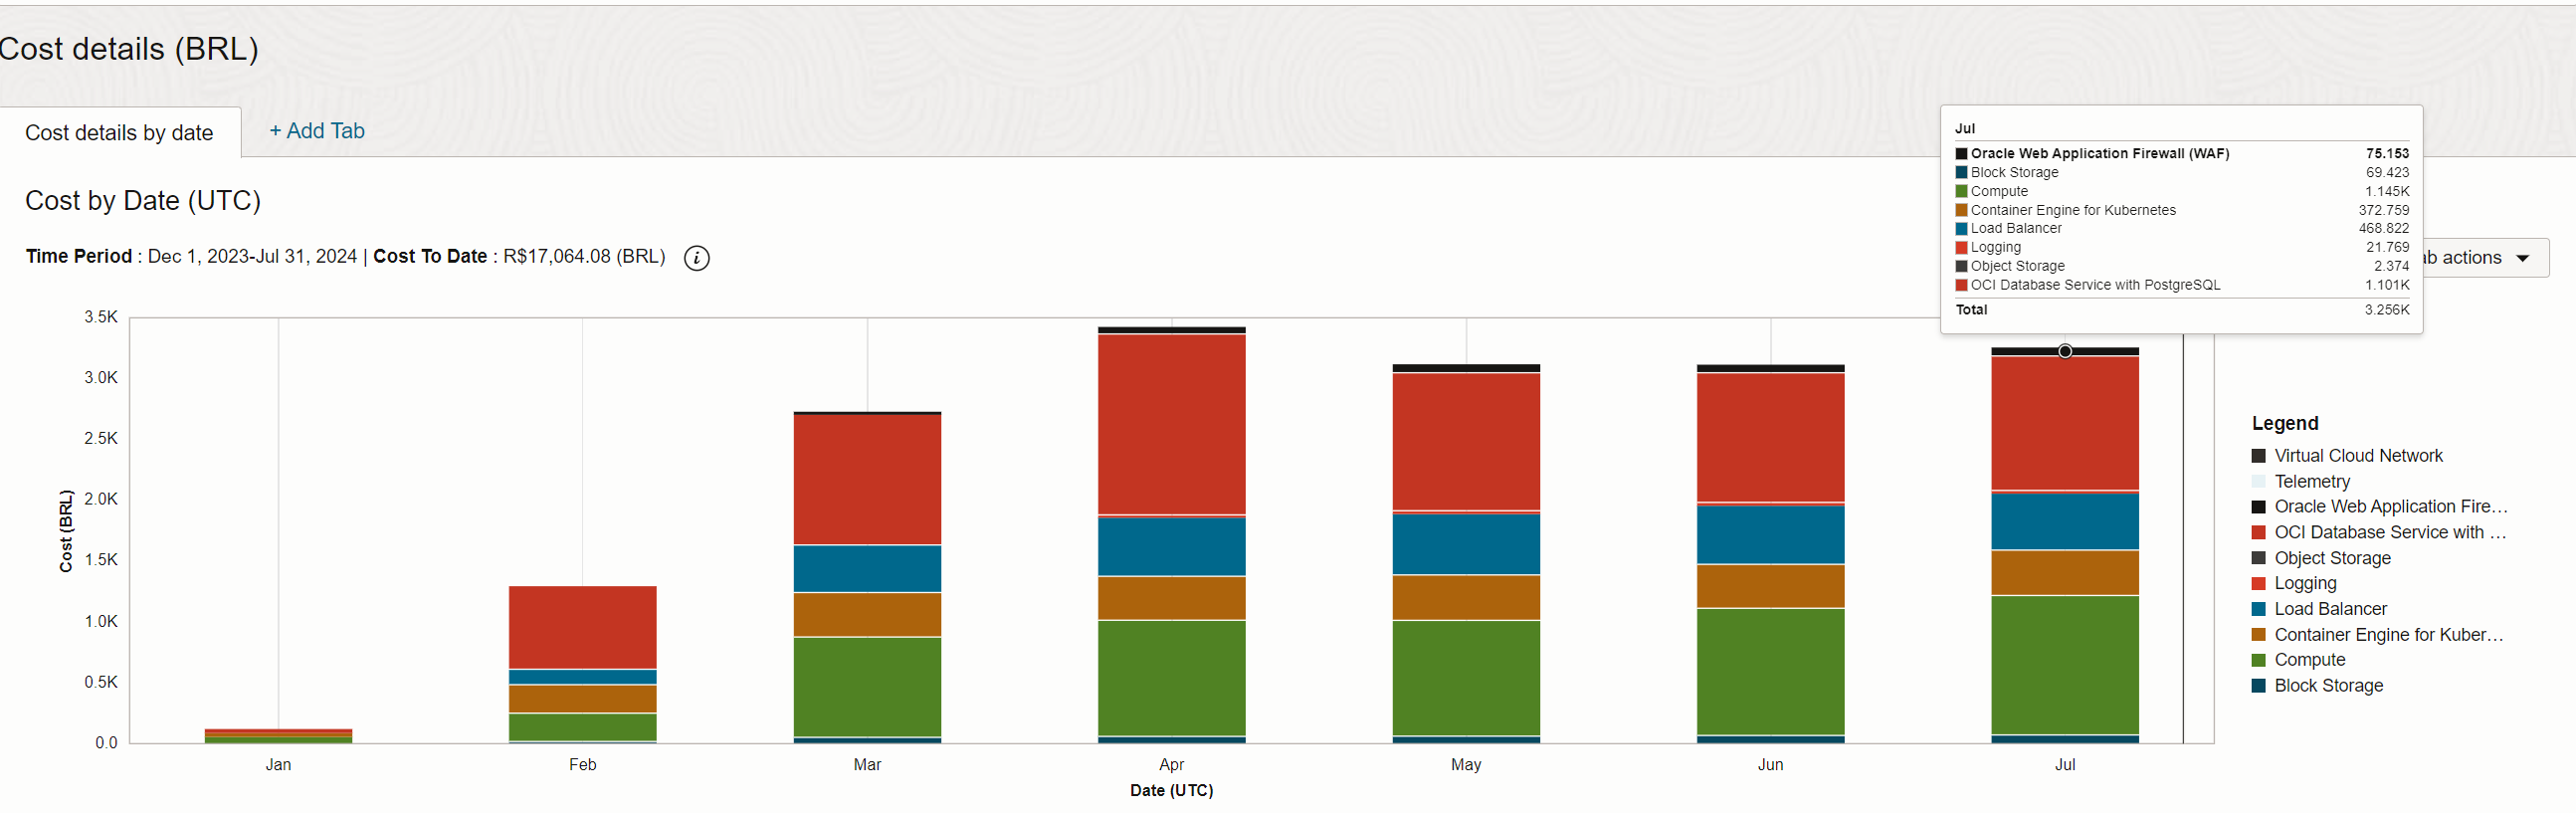 Cost details (BRL)
Cost details by date
+ Add Tab
Cost by Date (UTC)
Time Period : Dec 1, 2023-Jul 31, 2024 | Cost To Date : R$17,064.08 (BRL) i
ab actions
Jul
Oracle Web Application Firewall (WAF) 75.153
Block Storage 69.423
Compute 1.145K
Container Engine for Kubernetes 372.759
Load Balancer 468.822
Logging 21.769
Object Storage 2.374
OCI Database Service with PostgreSQL 1.101K
Total 3.256K
Cost (BRL)
3.5K
3.0K
2.5K
2.0K
1.5K
1.0K
0.5K
0.0
Jan Feb Mar Apr May Jun Jul
Date (UTC)
Legend
Virtual Cloud Network
Telemetry
Oracle Web Application Fire…
OCI Database Service with …
Object Storage
Logging
Load Balancer
Container Engine for Kuber…
Compute
Block Storage